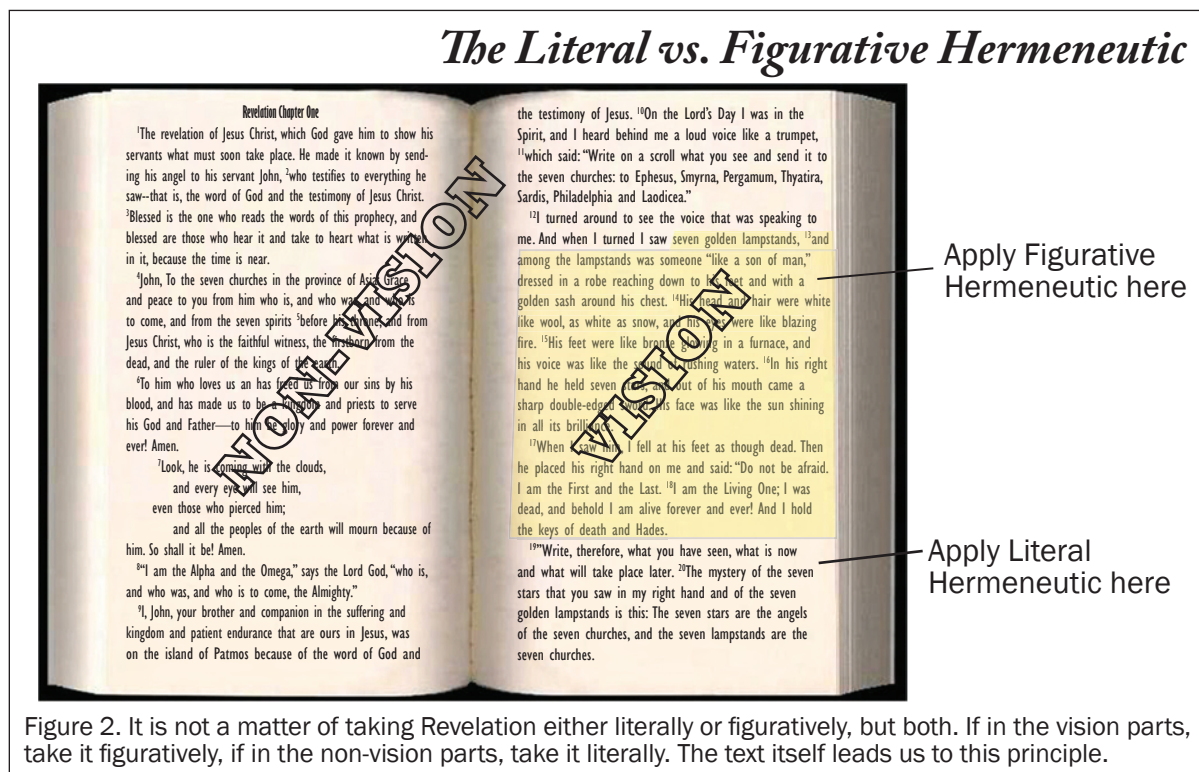 The Literal vs. Figurative Hermeneutic
Revelation Chapter One
1The revelation of Jesus Christ, which God gave him to show his
servants what must soon take place. He made it known by send-
ing his angel to his servant John, 2who testifies to everything he
saw--that is, the word of God and the testimony of Jesus Christ.
3Blessed is the one who reads the words of this prophecy, and
blessed are those who hear it and take to heart what is written
in it, because the time is near.
4John, To the seven churches in the province of Asia: Grace
and peace to you from him who is, and who was, and who is
to come, and from the seven spirits 5before his throne, and from
Jesus Christ, who is the faithful witness, the firstborn from the
dead, and the ruler of the kings of the earth.
6To him who loves us an has freed us from our sins by his
blood, and has made us to be a kingdom and priests to serve
his God and Father—to him be glory and power forever and
ever! Amen.
7Look, he is coming with the clouds,
and every eye will see him,
even those who pierced him;
and all the peoples of the earth will mourn because of
him. So shall it be! Amen.
8“I am the Alpha and the Omega,” says the Lord God, “who is,
and who was, and who is to come, the Almighty.”
9I, John, your brother and companion in the suffering and
kingdom and patient endurance that are ours in Jesus, was
on the island of Patmos because of the word of God and
NON-VISION
the testimony of Jesus. 10On the Lord’s Day I was in the
Spirit, and I heard behind me a loud voice like a trumpet,
11which said: “Write on a scroll what you see and send it to
the seven churches: to Ephesus, Smyrna, Pergamum, Thyatira,
Sardis, Philadelphia and Laodicea.”
12I turned around to see the voice that was speaking to
me. And when I turned I saw seven golden lampstands, 13and
among the lampstands was someone “like a son of man,”
dressed in a robe reaching down to his feet and with a
golden sash around his chest. 14His head and hair were white
like wool, as white as snow, and his eyes were like blazing
fire. 15His feet were like bronze glowing in a furnace, and
his voice was like the sound of rushing waters. 16In his right
hand he held seven stars, and out of his mouth came a
sharp double-edged sword. His face was like the sun shining
in all its brilliance.
17When I saw him, I fell at his feet as though dead. Then
he placed his right hand on me and said: “Do not be afraid.
I am the First and the Last. 18I am the Living One; I was
dead, and behold I am alive forever and ever! And I hold
the keys of death and Hades.
19”Write, therefore, what you have seen, what is now
and what will take place later. 20The mystery of the seven
stars that you saw in my right hand and of the seven
golden lampstands is this: The seven stars are the angels
of the seven churches, and the seven lampstands are the
seven churches.
VISION
Apply Figurative
Hermeneutic here
Apply Literal
Hermeneutic here
Figure 2. It is not a matter of taking Revelation either literally or figuratively, but both. If in the vision parts,
take it figuratively, if in the non-vision parts, take it literally. The text itself leads us to this principle.